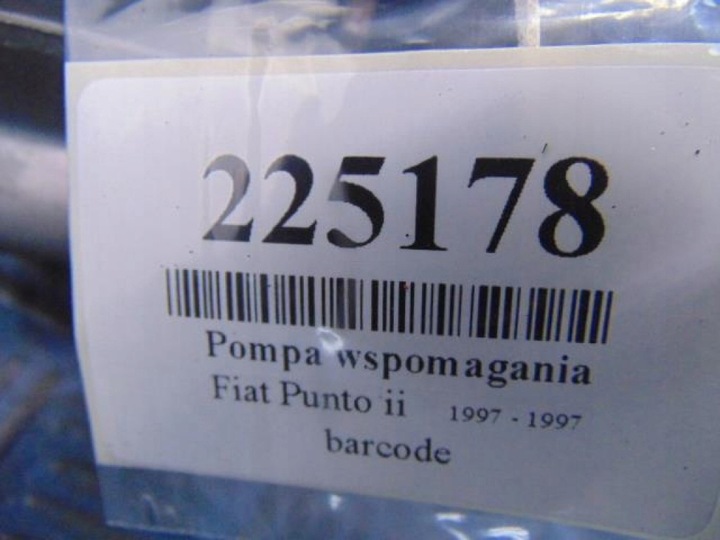 225178
Pompa wspomagania
Fiat Punto ii 1997 - 1997
barcode